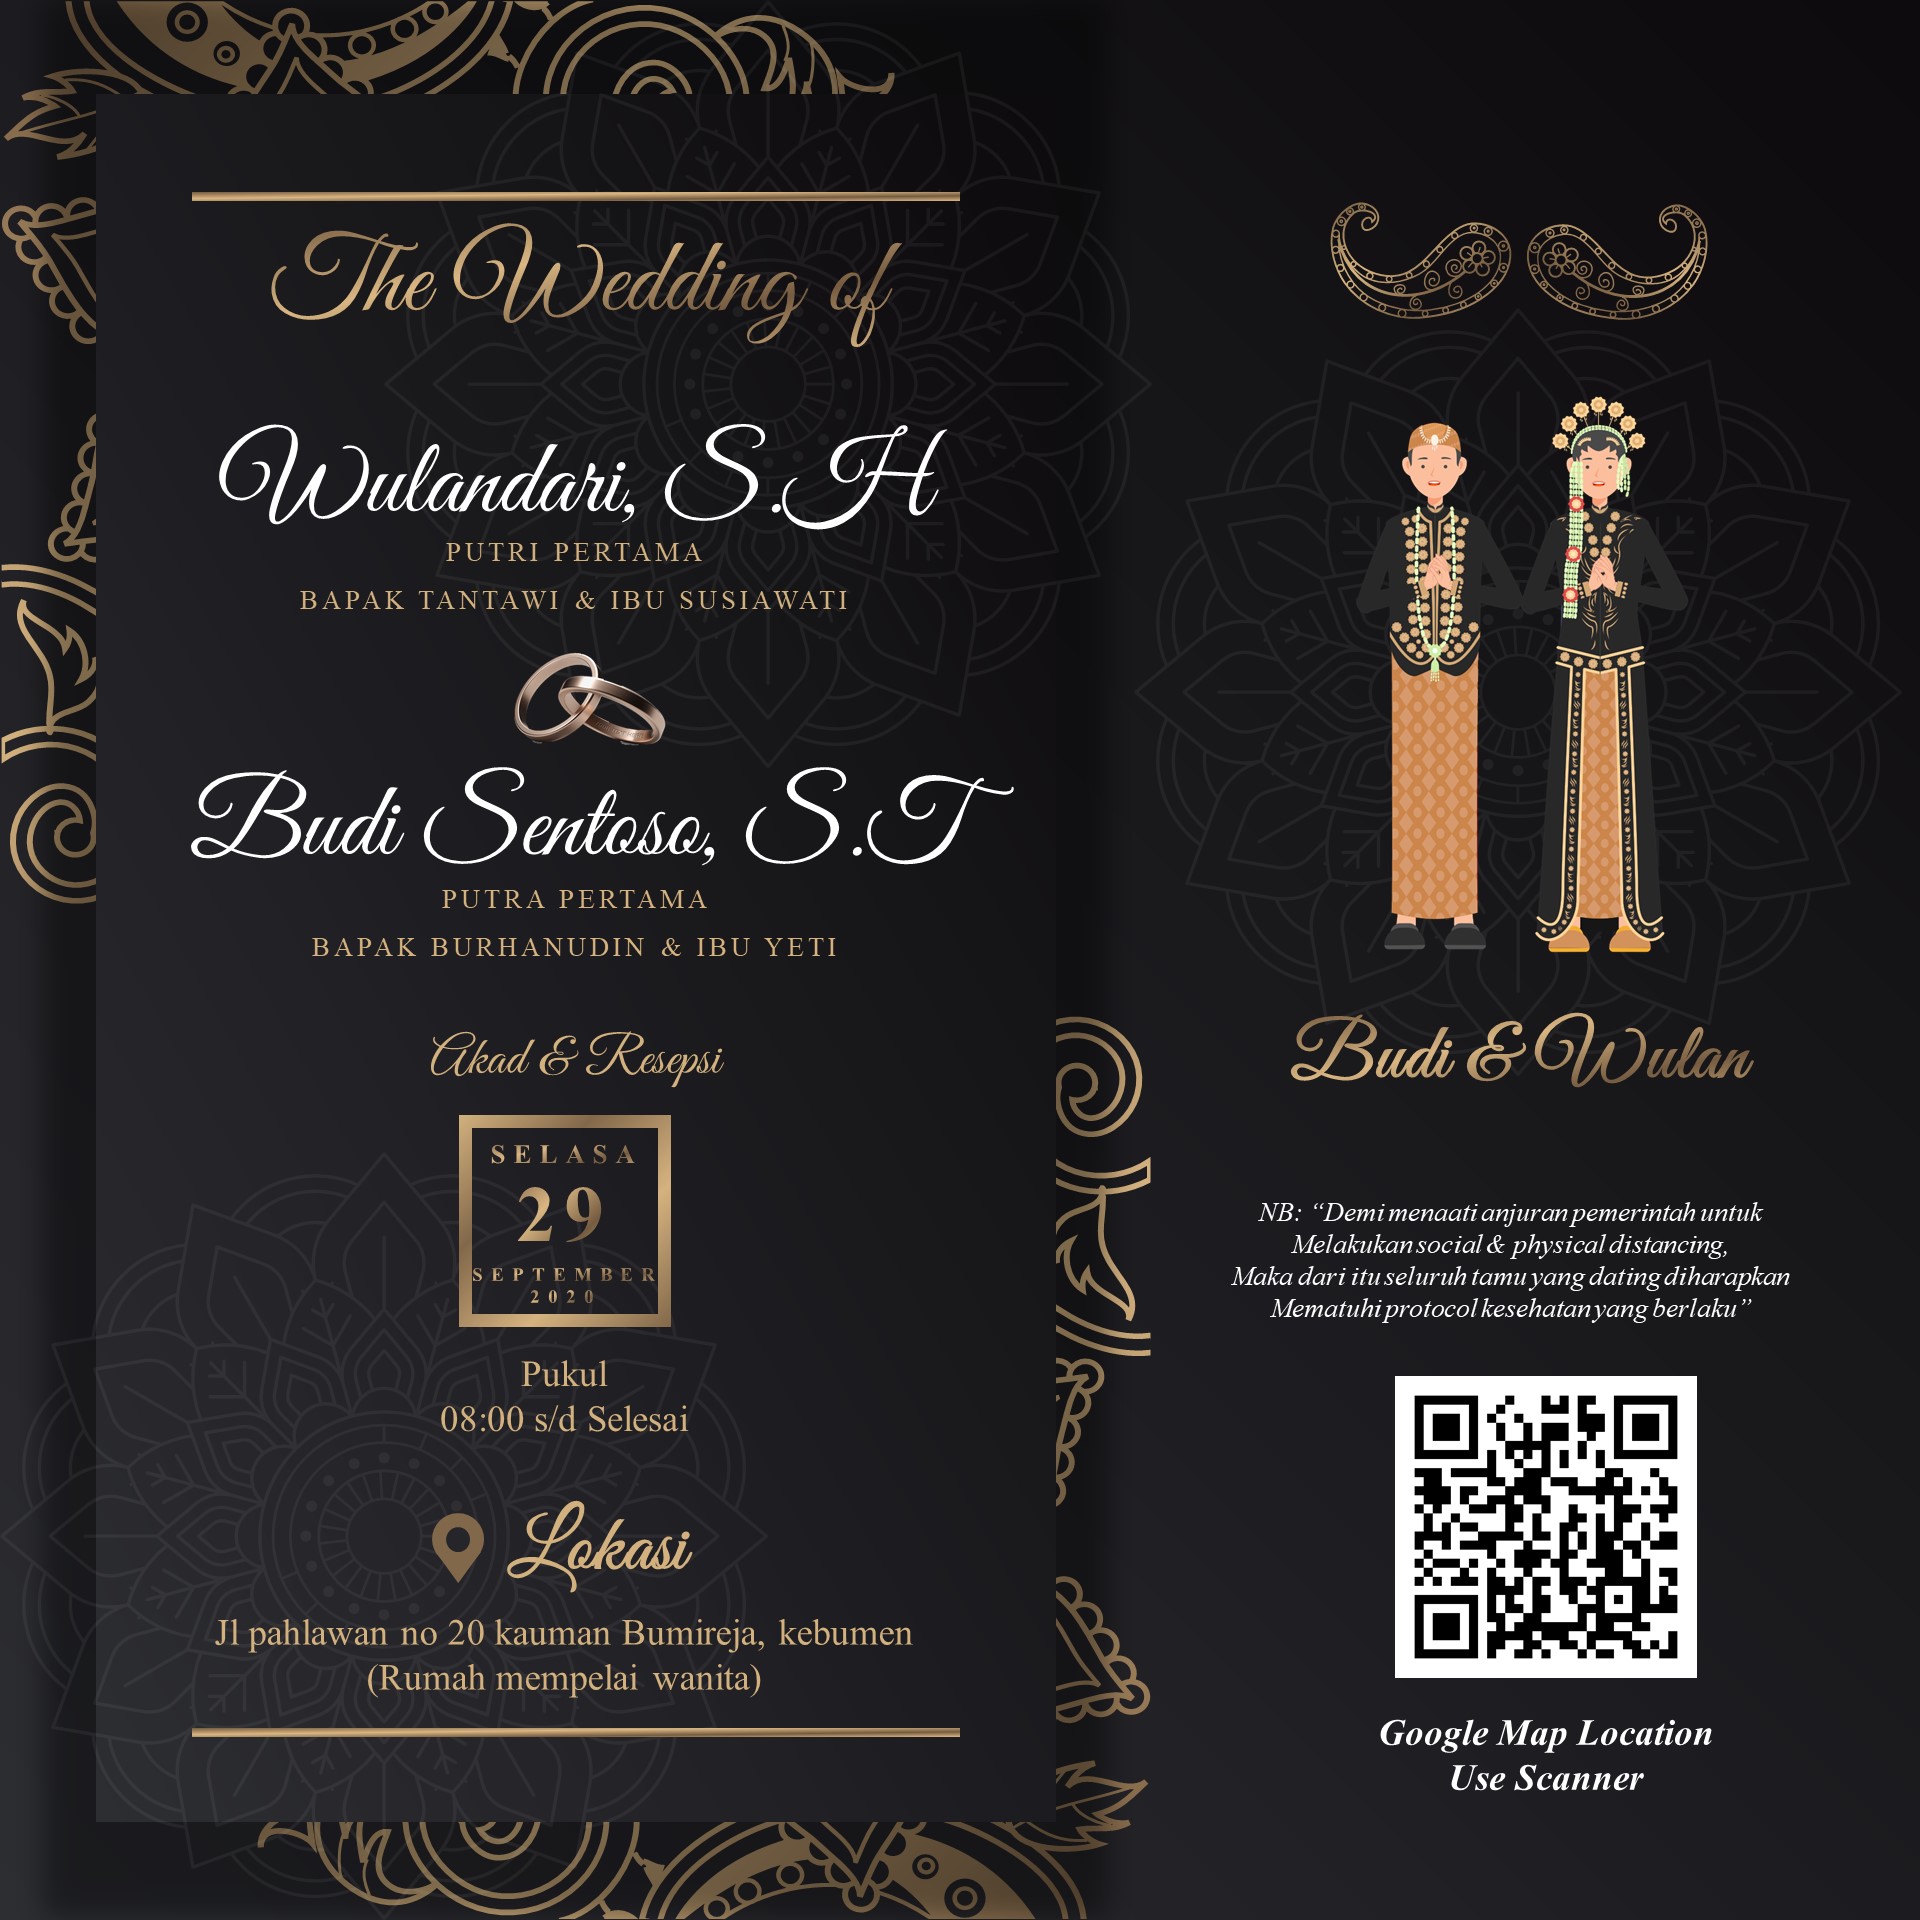 The Wedding of
Wulandari, S.H
PUTRI PERTAMA
BAPAK TANTAWI & IBU SUSIAWATI
Budi Sentoso, S.T
PUTRA PERTAMA
BAPAK BURHANUDIN & IBU YETI
Akad & Resepsi
SELASA
29
SEPTEMBER
2020
Pukul
08:00 s/d Selesai
Lokasi
Jl pahlawan no 20 kauman Bumireja, kebumen
(Rumah mempelai wanita)
Budi & Wulan
NB: “Demi menaati anjuran pemerintah untuk
Melakukan social & physical distancing,
Maka dari itu seluruh tamu yang dating diharapkan
Mematuhi protocol kesehatan yang berlaku”
Google Map Location
Use Scanner